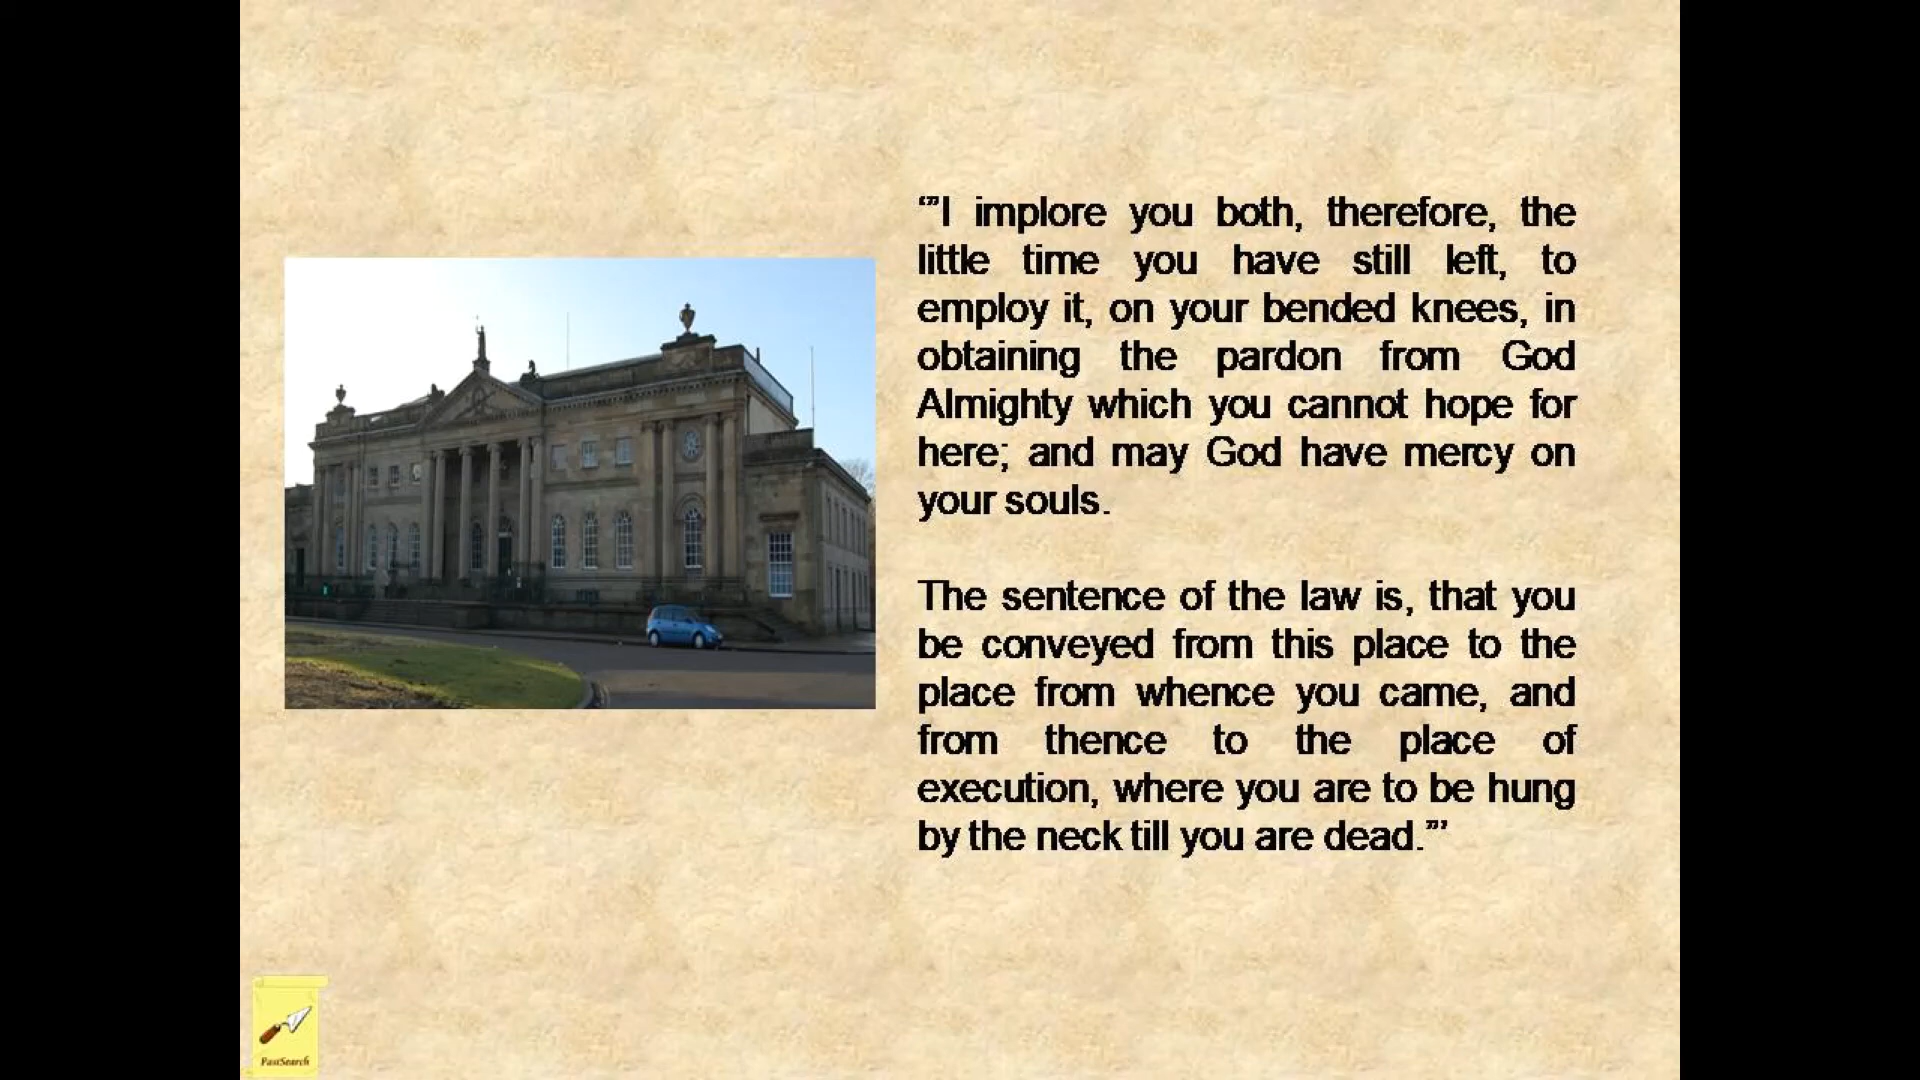 ‘”I implore you both, therefore, the
little time you have still left, to
employ it, on your bended knees, in
obtaining the pardon from God
Almighty which you cannot hope for
here; and may God have mercy on
your souls.
The sentence of the law is, that you
be conveyed from this place to the
place from whence you came, and
from thence to the place of
execution, where you are to be hung
by the neck till you are dead.”’
PastSearch